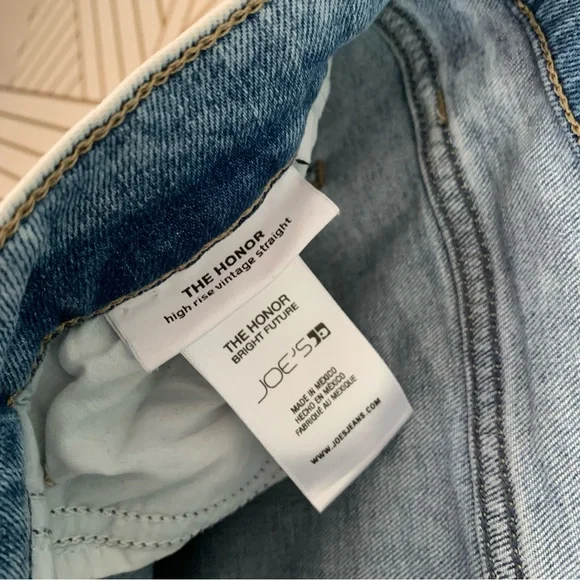 THE HONOR
high rise vintage straight
THE HONOR
BRIGHT FUTURE
JOE'S
MADE IN MEXICO
HECHO EN MÉXICO
FABRIQUÉ AU MEXIQUE
WWW.JOESJEANS.COM